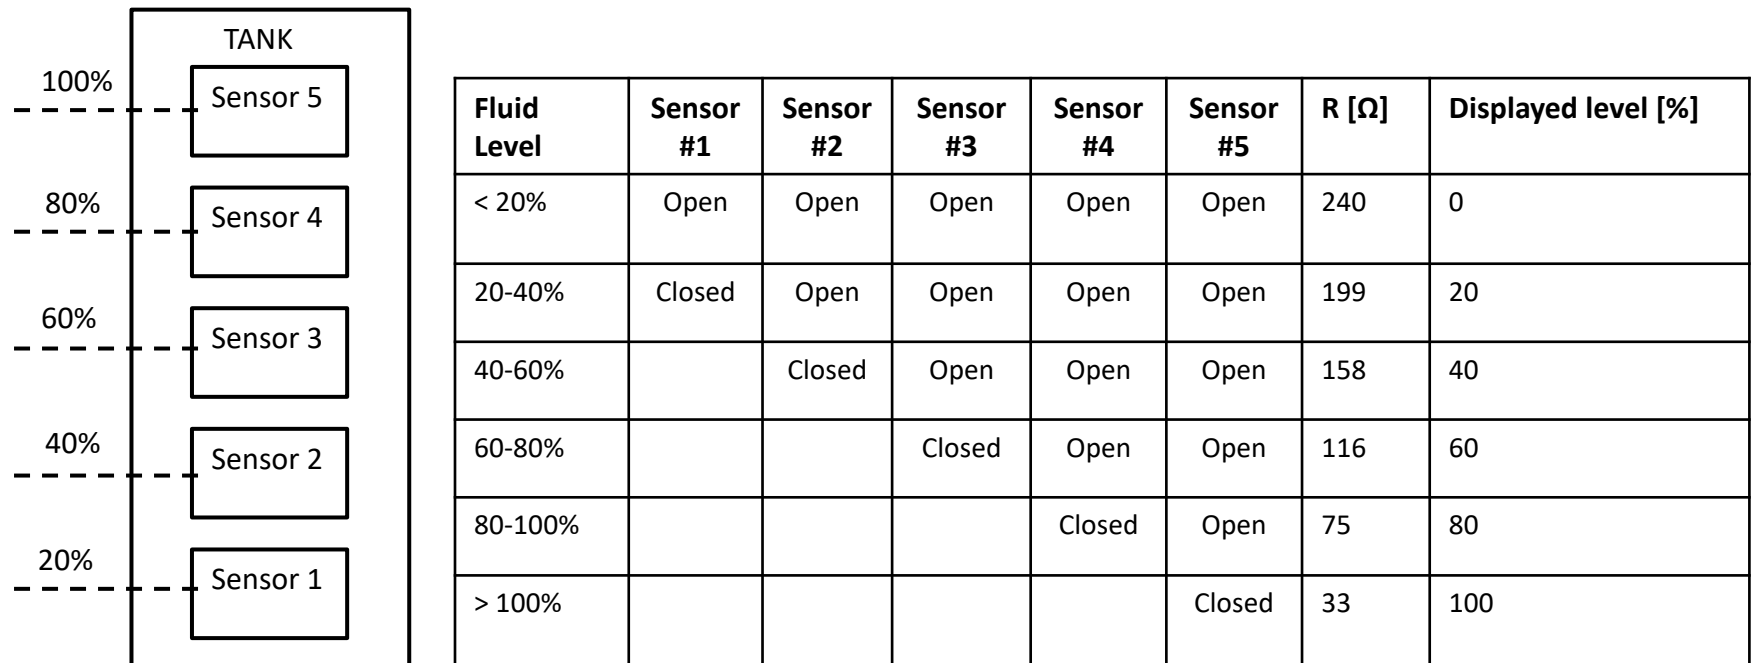 TANK
100%
Sensor 5
80%
Sensor 4
60%
Sensor 3
40%
Sensor 2
20%
Sensor 1
Fluid Level Sensor #1 Sensor #2 Sensor #3 Sensor #4 Sensor #5 R [Ω] Displayed level [%]
< 20% Open Open Open Open Open 240 0
20-40% Closed Open Open Open Open 199 20
40-60% Closed Open Open Open 158 40
60-80% Closed Open Open 116 60
80-100% Closed Open 75 80
> 100% Closed 33 100